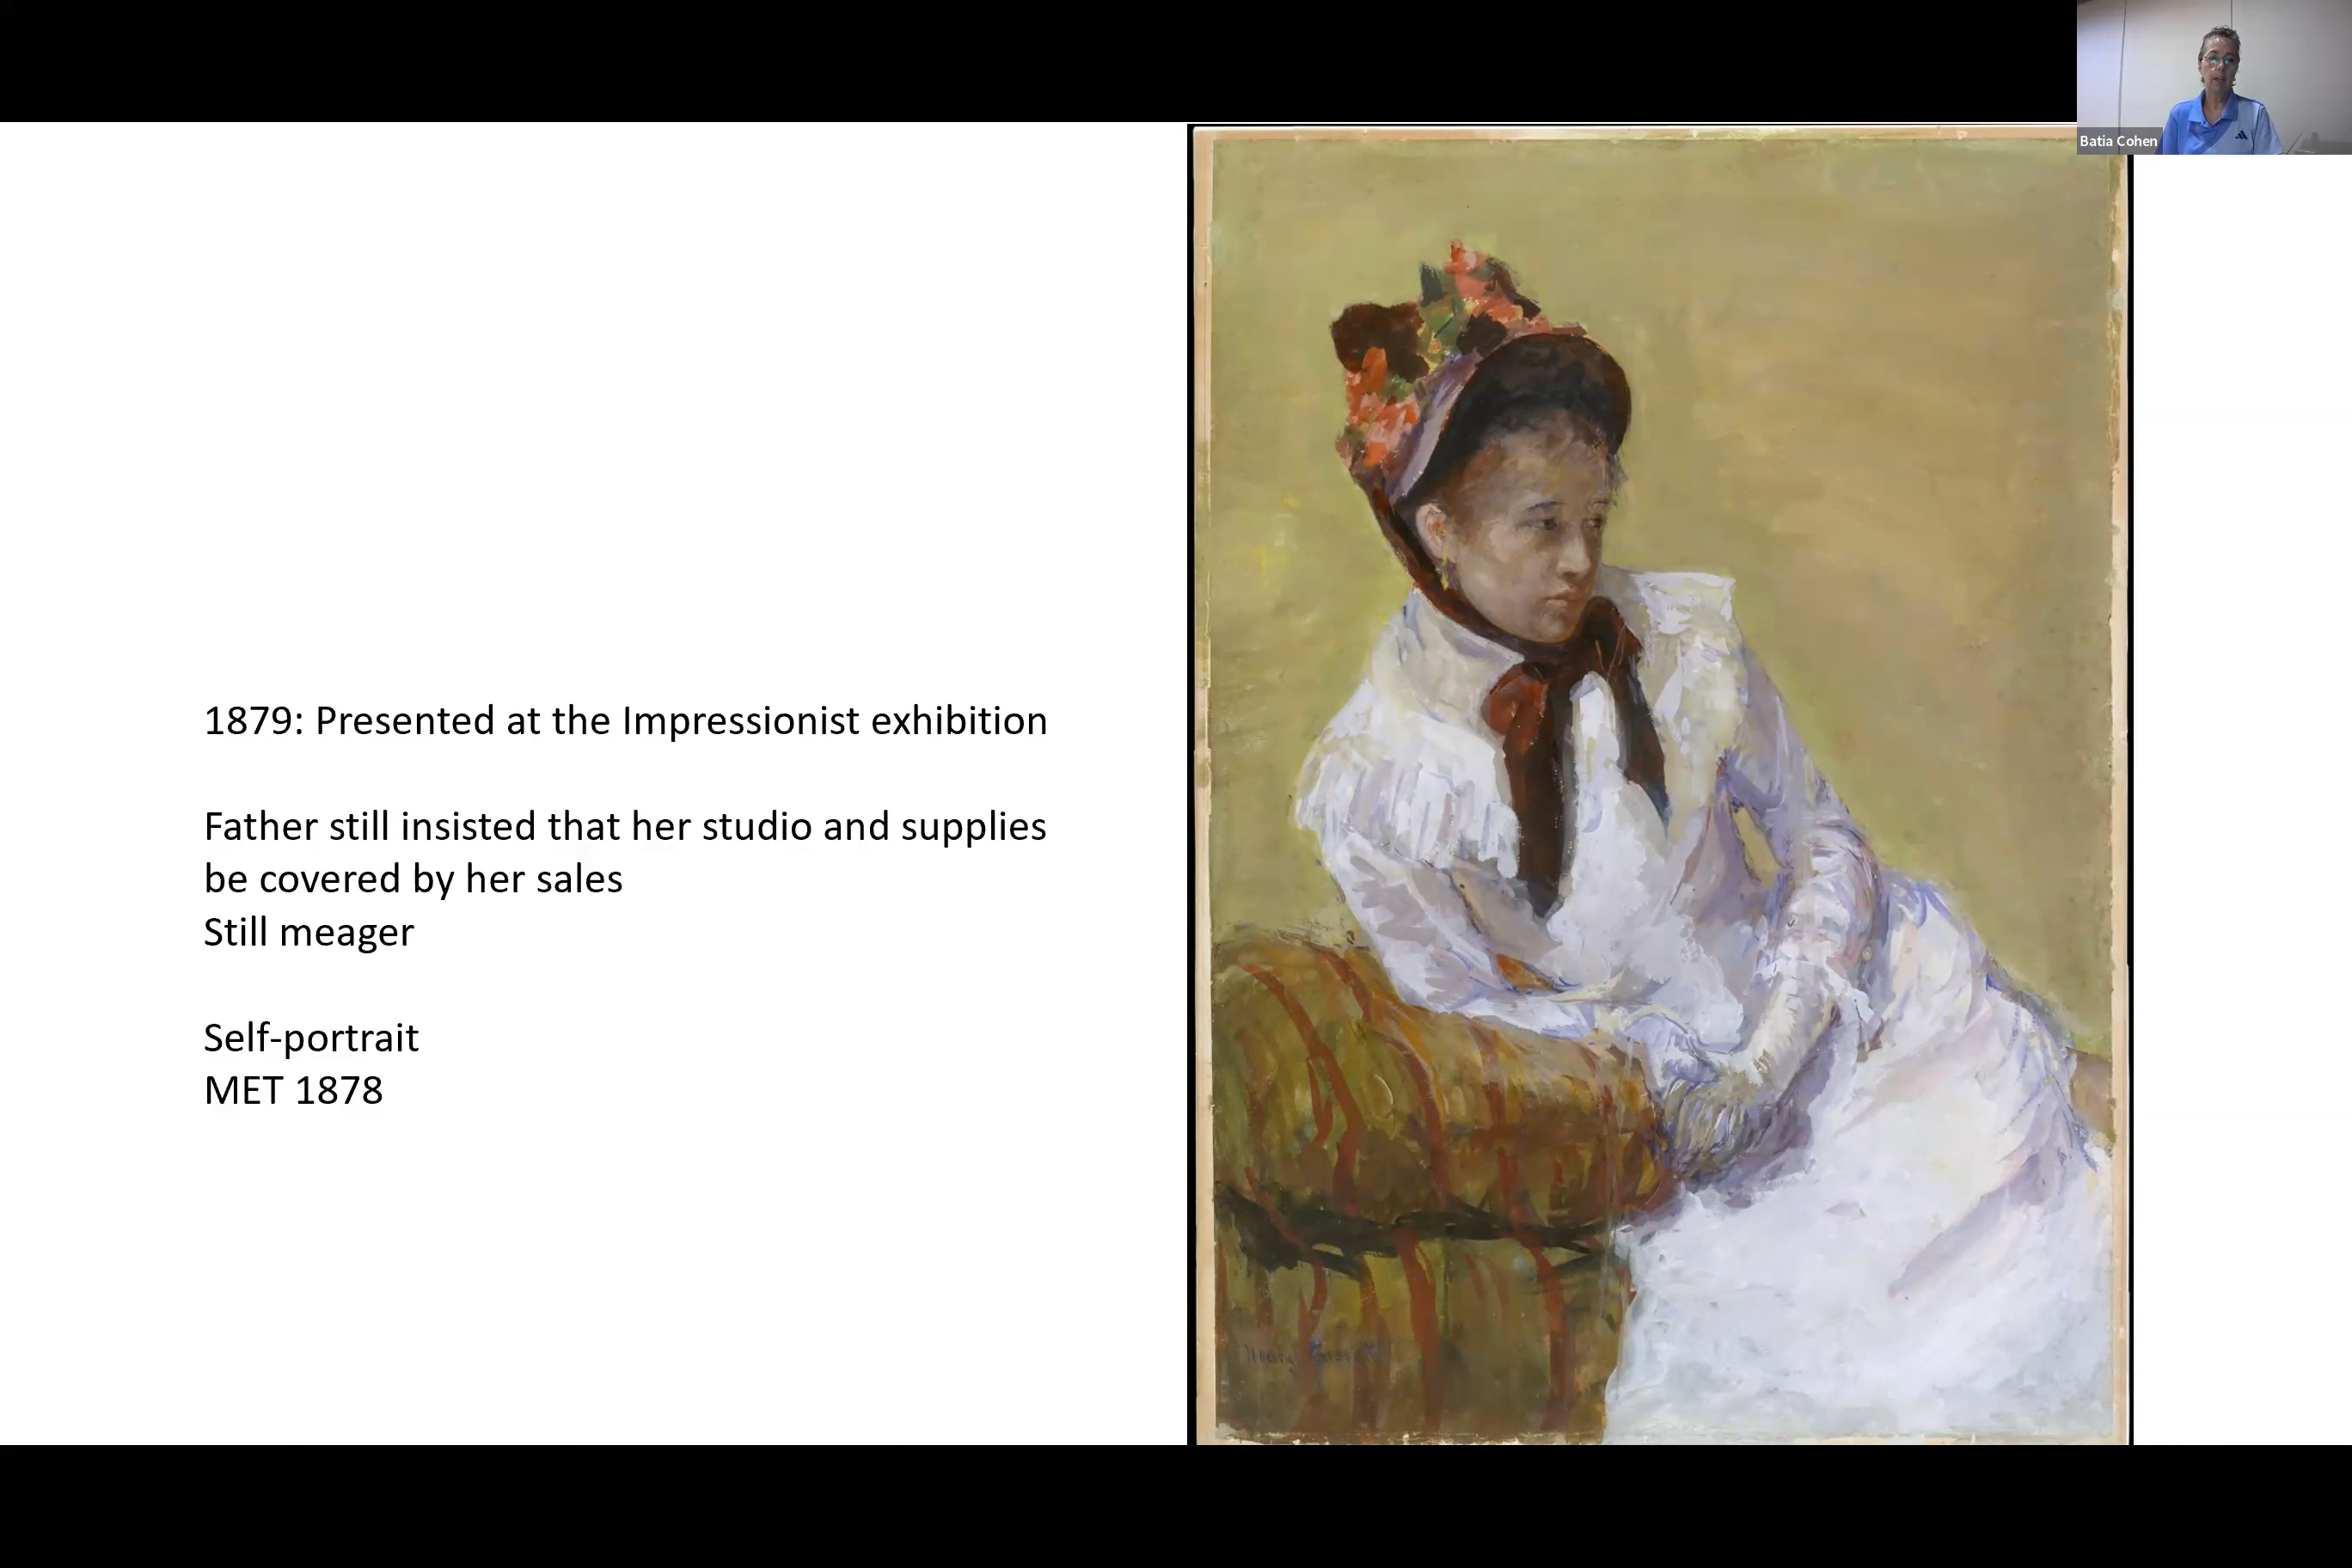 Batia Cohen
1879: Presented at the Impressionist exhibition
Father still insisted that her studio and supplies
be covered by her sales
Still meager
Self-portrait
MET 1878
Mary